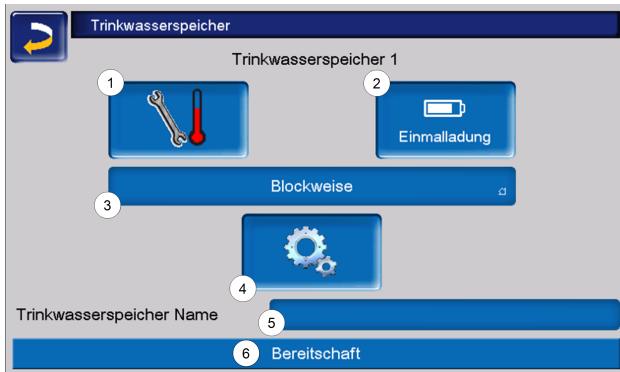 Trinkwasserspeicher
Trinkwasserspeicher 1
1
2
Einmalladung
Blockweise
3
4
Trinkwasserspeicher Name
5
6 Bereitschaft